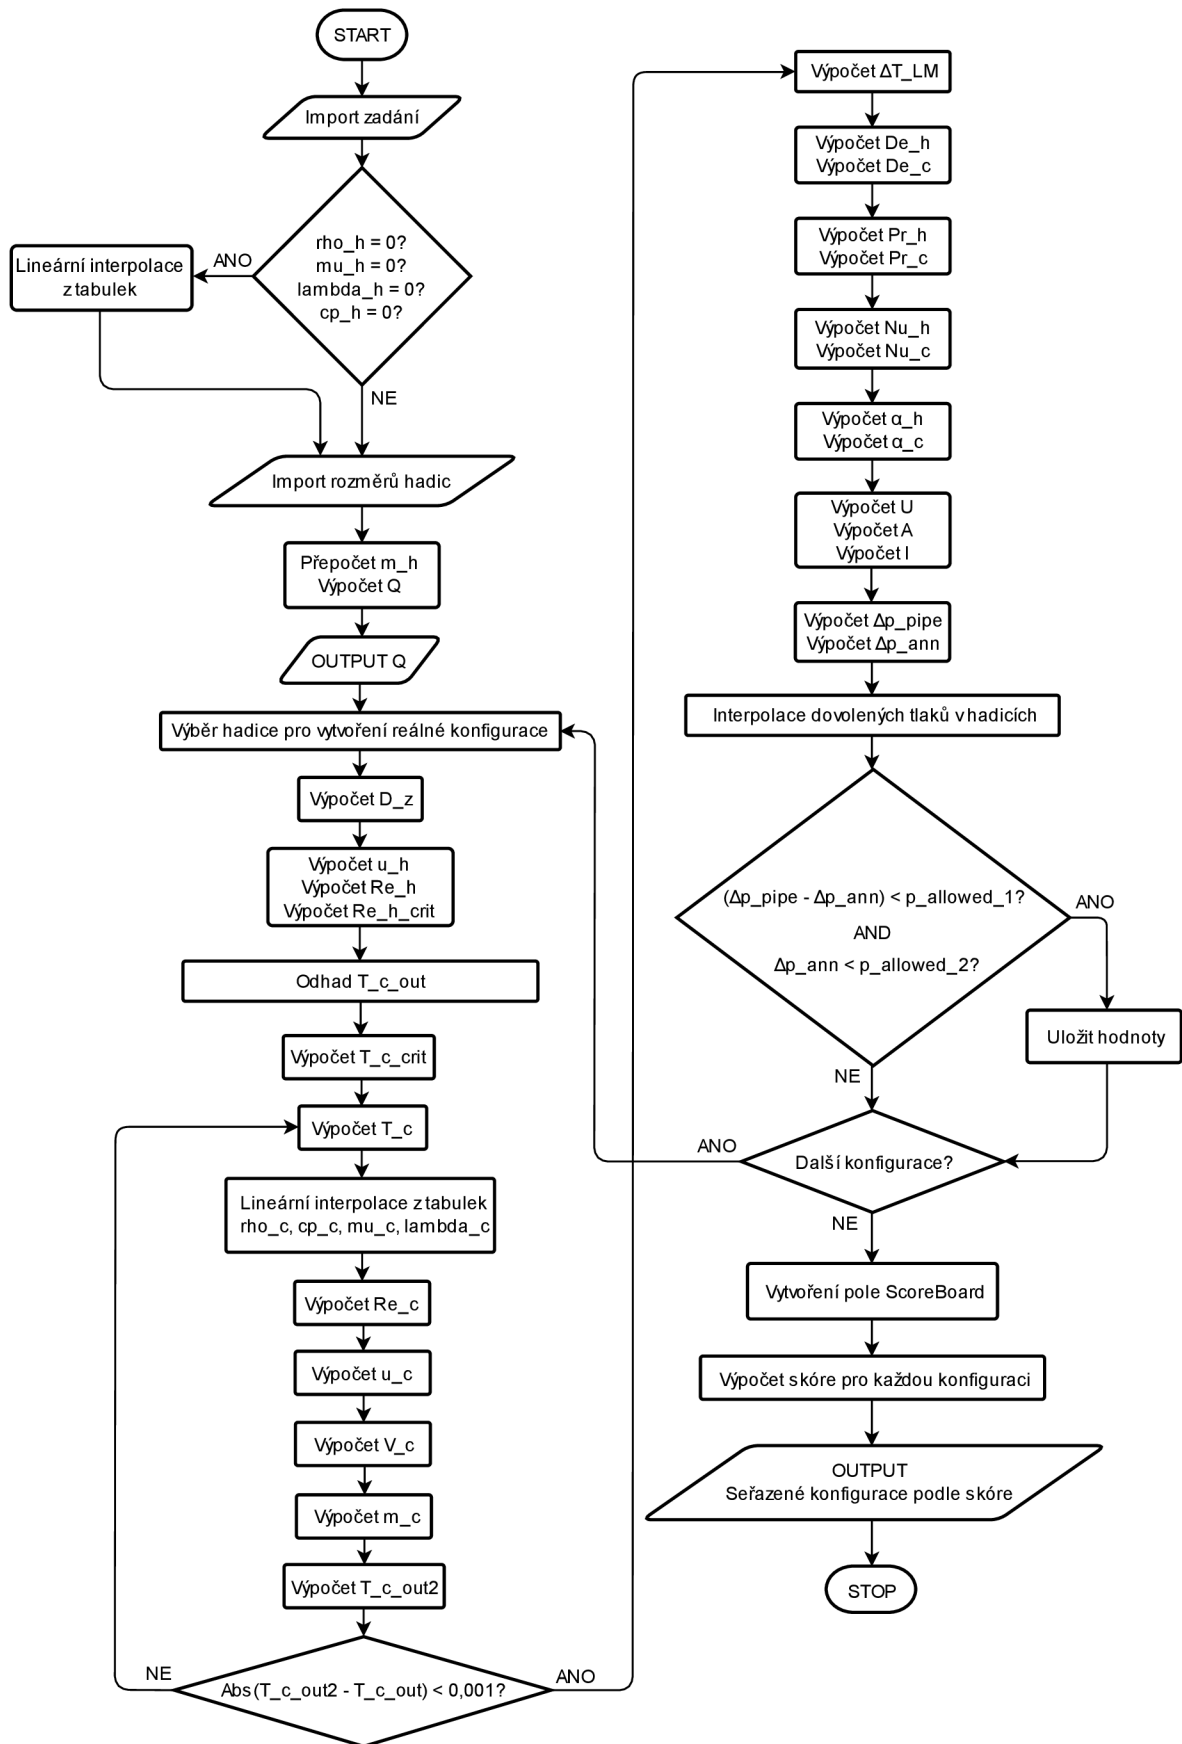 START
Import zadání
rho_h = 0?
mu_h = 0?
lambda_h = 0?
cp_h = 0?
ANO
Lineární interpolace
z tabulek
NE
Import rozměrů hadic
Přepočet m_h
Výpočet Q
OUTPUT Q
Výběr hadice pro vytvoření reálné konfigurace
Výpočet D_z
Výpočet u_h
Výpočet Re_h
Výpočet Re_h_crit
Odhad T_c_out
Výpočet T_c_crit
Výpočet T_c
Lineární interpolace z tabulek
rho_c, cp_c, mu_c, lambda_c
Výpočet Re_c
Výpočet u_c
Výpočet V_c
Výpočet m_c
Výpočet T_c_out2
NE
Abs(T_c_out2 - T_c_out) < 0,001?
ANO
Výpočet ΔT_LM
Výpočet De_h
Výpočet De_c
Výpočet Pr_h
Výpočet Pr_c
Výpočet Nu_h
Výpočet Nu_c
Výpočet α_h
Výpočet α_c
Výpočet U
Výpočet A
Výpočet l
Výpočet Δp_pipe
Výpočet Δp_ann
Interpolace dovolených tlaků v hadicích
(Δp_pipe - Δp_ann) < p_allowed_1?
AND
Δp_ann < p_allowed_2?
ANO
Uložit hodnoty
NE
ANO
Další konfigurace?
NE
Vytvoření pole ScoreBoard
Výpočet skóre pro každou konfiguraci
OUTPUT
Seřazené konfigurace podle skóre
STOP